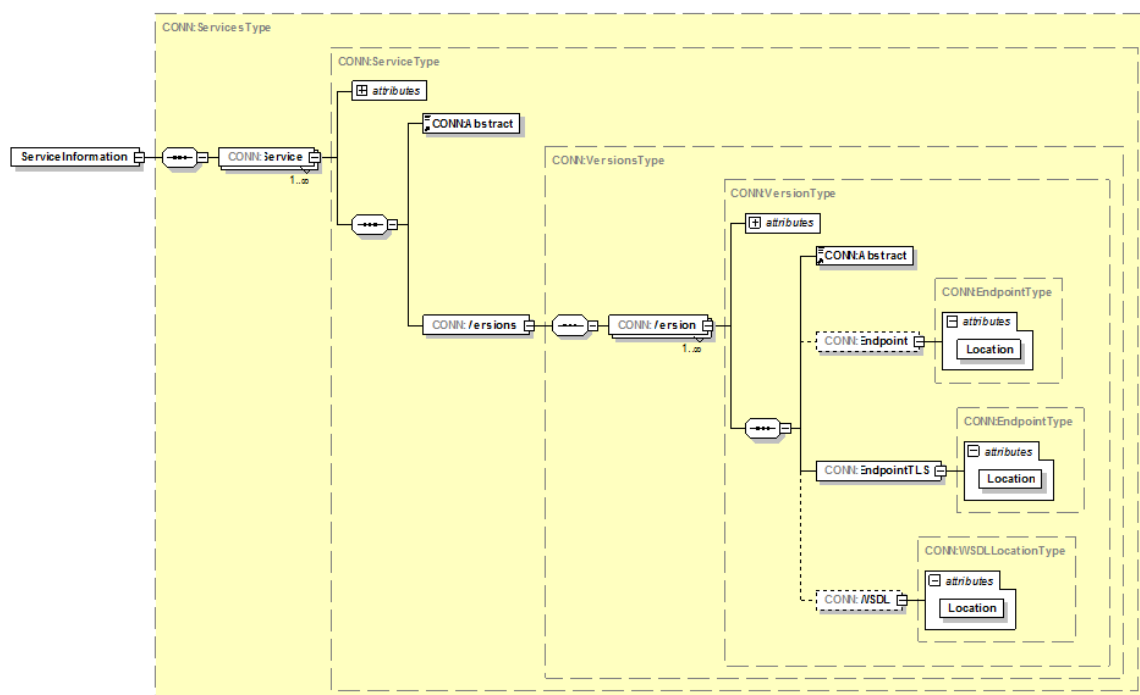 CONN:ServicesType
CONN:ServiceType
attributes
CONN:Abstract
ServiceInformation
CONN:Service
1..∞
CONN:VersionsType
CONN:VersionType
attributes
CONN:Abstract
CONN:EndpointType
attributes
Location
CONN:Versions
CONN:Version
1..∞
CONN:Endpoint
CONN:EndpointType
attributes
Location
CONN:EndpointTLS
CONN:WSDLLocationType
attributes
Location
CONN:WSDL